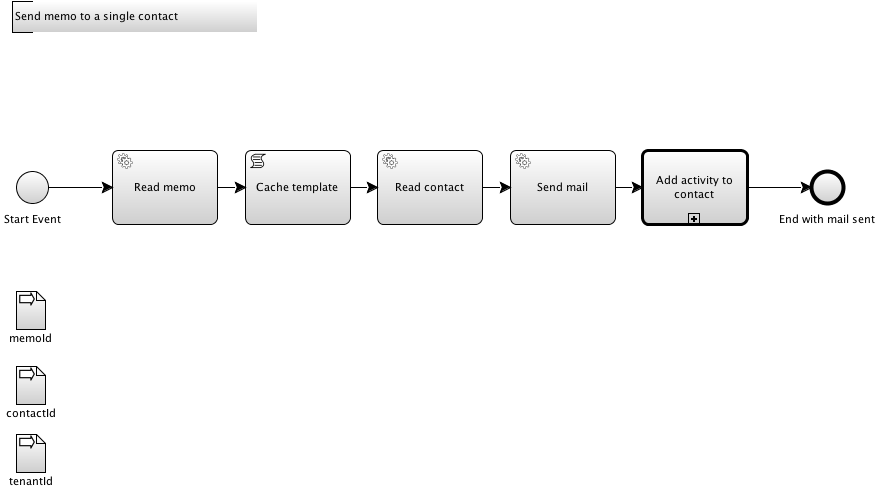 Send memo to a single contact
Read memo
Cache template
Read contact
Send mail
Add activity to
contact
Start Event
End with mail sent
memoId
contactId
tenantId